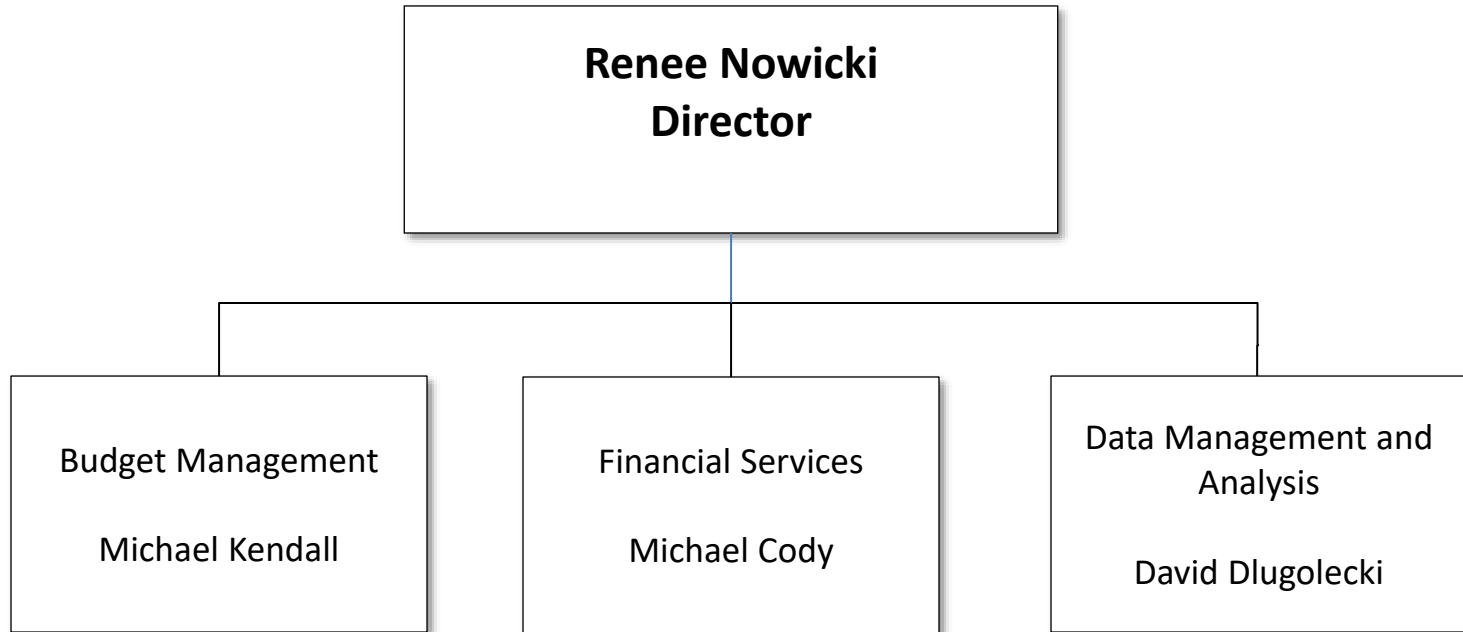 Renee Nowicki
Director
Budget Management
Michael Kendall
Financial Services
Michael Cody
Data Management and
Analysis
David Dlugolecki